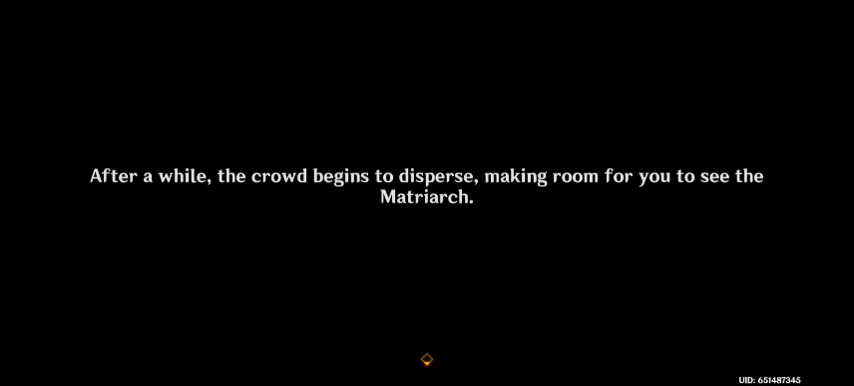 After a while, the crowd begins to disperse, making room for you to see the
Matriarch.
UID: 651487345